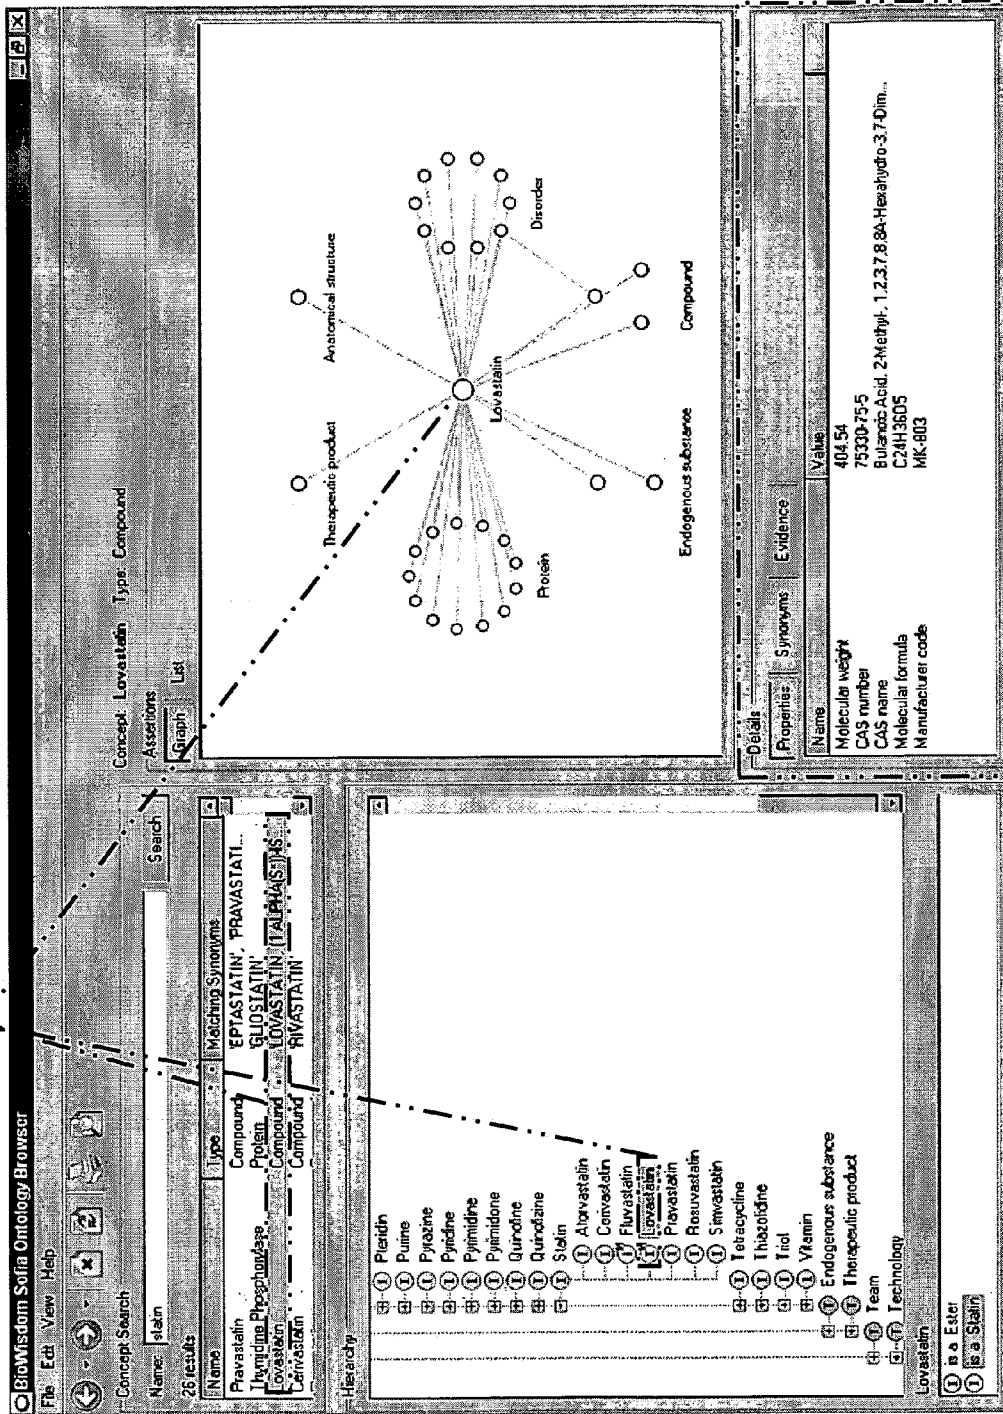 BioWisdom Sofia Ontology Browser
File Edit View Help
Concept Search
Name: statin
Search
26 results
Name Type Matching Synonyms
Pravastatin Compound 'EPTASTATIN', 'PRAVASTATI...
Thymidine Phosphorylase Protein 'GLIOSTATIN'
Lovastatin Compound 'LOVASTATIN, (1 ALPHA(S*))-IS...
Cerivastatin Compound 'RIVASTATIN'
Hierarchy
Pteridin
Purine
Pyrazine
Pyridine
Pyrimidine
Pyrimidone
Quinoline
Quinolizine
Statin
Atorvastatin
Cerivastatin
Fluvastatin
Lovastatin
Pravastatin
Rosuvastatin
Simvastatin
Tetracycline
Thiazolidine
Triol
Vitamin
Endogenous substance
Therapeutic product
Team
Technology
Lovastatin
is a Ester
is a Statin
Concept: Lovastatin Type: Compound
Assertions
Graph List
Therapeutic product
Anatomical structure
Protein
Lovastatin
Disorder
Endogenous substance
Compound
Details
Properties Synonyms Evidence
Name Value
Molecular weight 404.54
CAS number 75330-75-5
CAS name Butanoic Acid, 2-Methyl-, 1,2,3,7,8,8A-Hexahydro-3,7-Dim...
Molecular formula C24H36O5
Manufacturer code MK-803